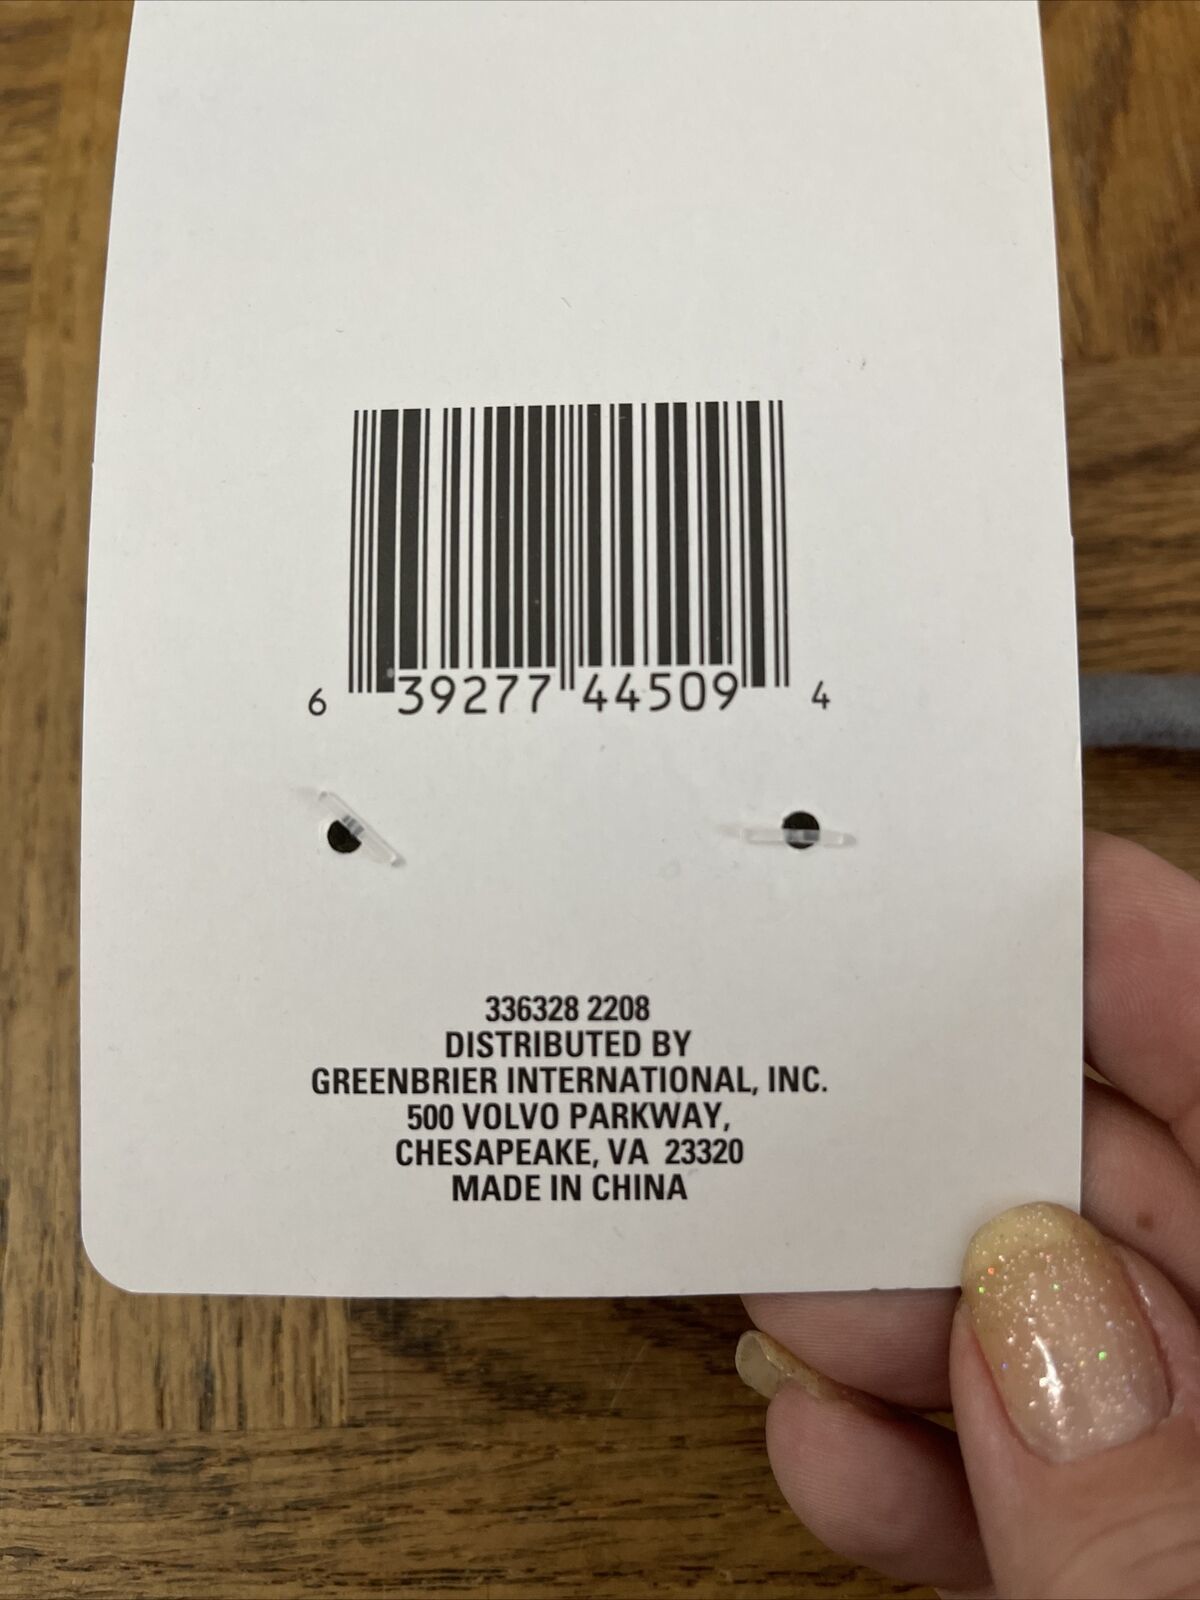 6 39277 44509 4
336328 2208
DISTRIBUTED BY
GREENBRIER INTERNATIONAL, INC.
500 VOLVO PARKWAY,
CHESAPEAKE, VA 23320
MADE IN CHINA